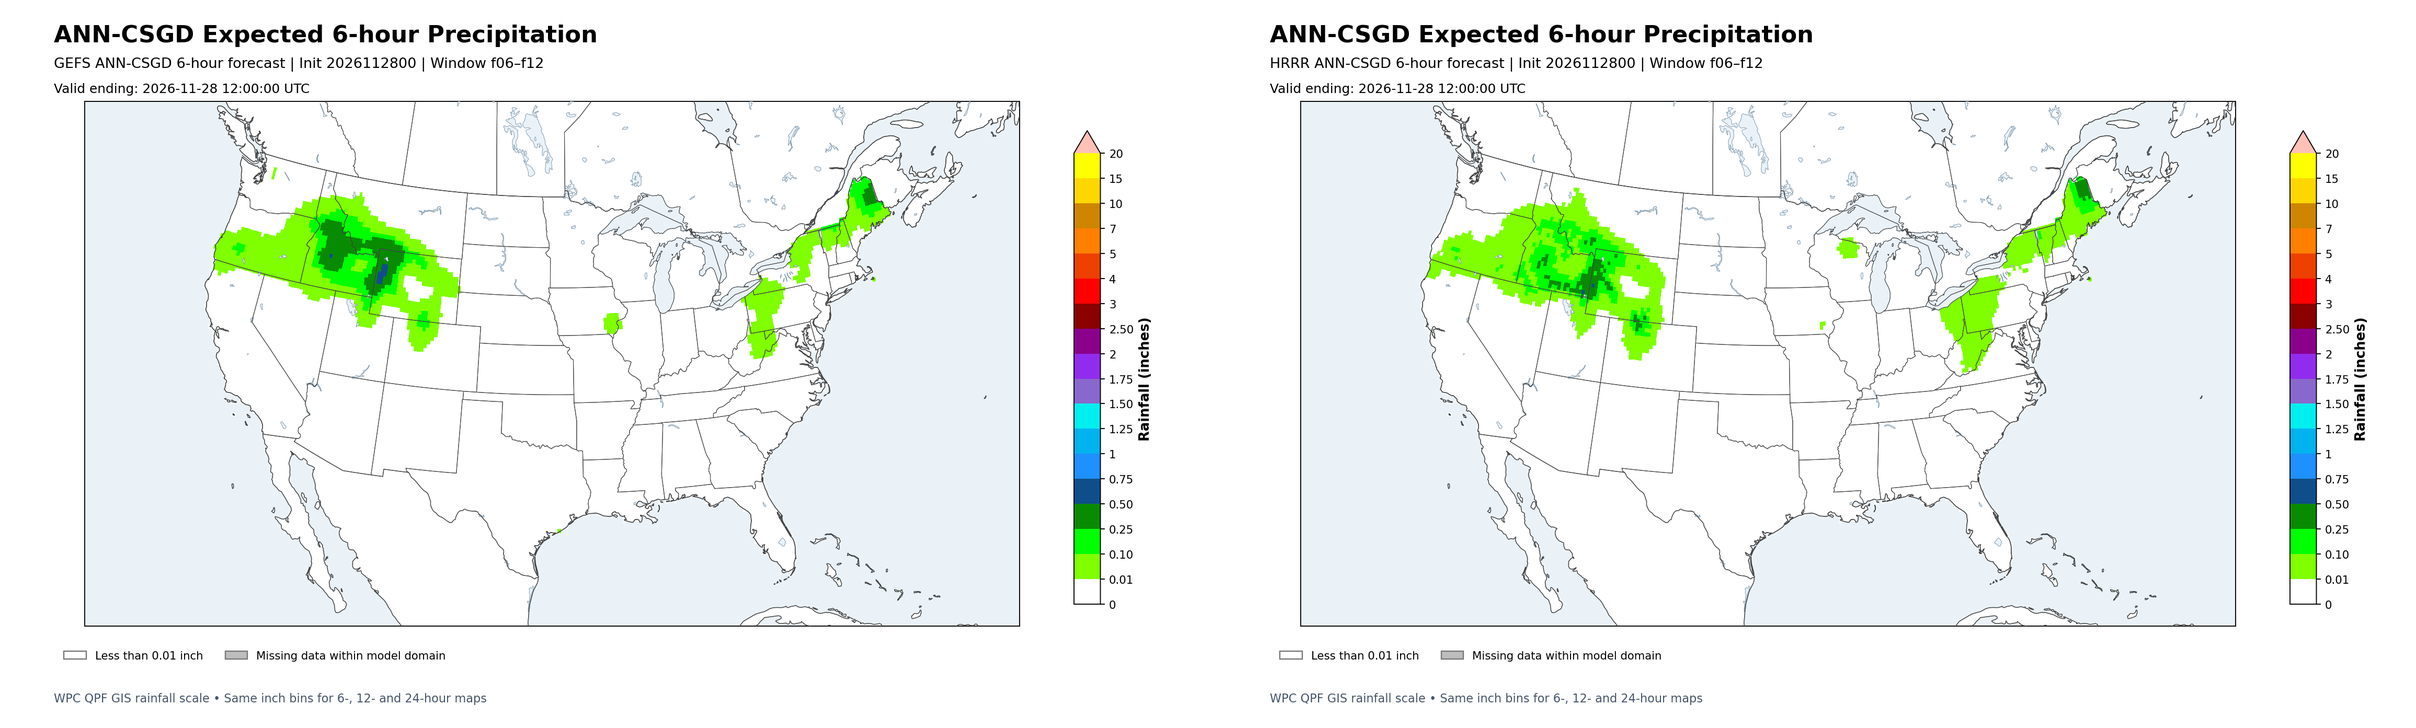 ANN-CSGD Expected 6-hour Precipitation
GEFS ANN-CSGD 6-hour forecast | Init 2026112800 | Window f06–f12
Valid ending: 2026-11-28 12:00:00 UTC
20
15
10
7
5
4
3
2.50
2
1.75
1.50
1.25
1
0.75
0.50
0.25
0.10
0.01
0
Rainfall (inches)
Less than 0.01 inch
Missing data within model domain
WPC QPF GIS rainfall scale • Same inch bins for 6-, 12- and 24-hour maps
ANN-CSGD Expected 6-hour Precipitation
HRRR ANN-CSGD 6-hour forecast | Init 2026112800 | Window f06–f12
Valid ending: 2026-11-28 12:00:00 UTC
20
15
10
7
5
4
3
2.50
2
1.75
1.50
1.25
1
0.75
0.50
0.25
0.10
0.01
0
Rainfall (inches)
Less than 0.01 inch
Missing data within model domain
WPC QPF GIS rainfall scale • Same inch bins for 6-, 12- and 24-hour maps